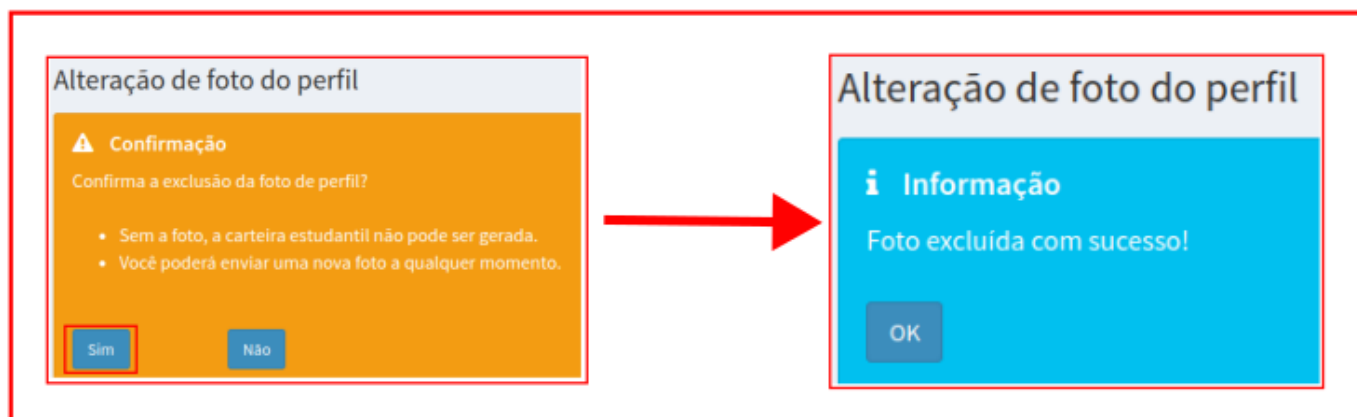 Alteração de foto do perfil
Confirmação
Confirma a exclusão da foto de perfil?
• Sem a foto, a carteira estudantil não pode ser gerada.
• Você poderá enviar uma nova foto a qualquer momento.
Sim
Não
Alteração de foto do perfil
Informação
Foto excluída com sucesso!
OK